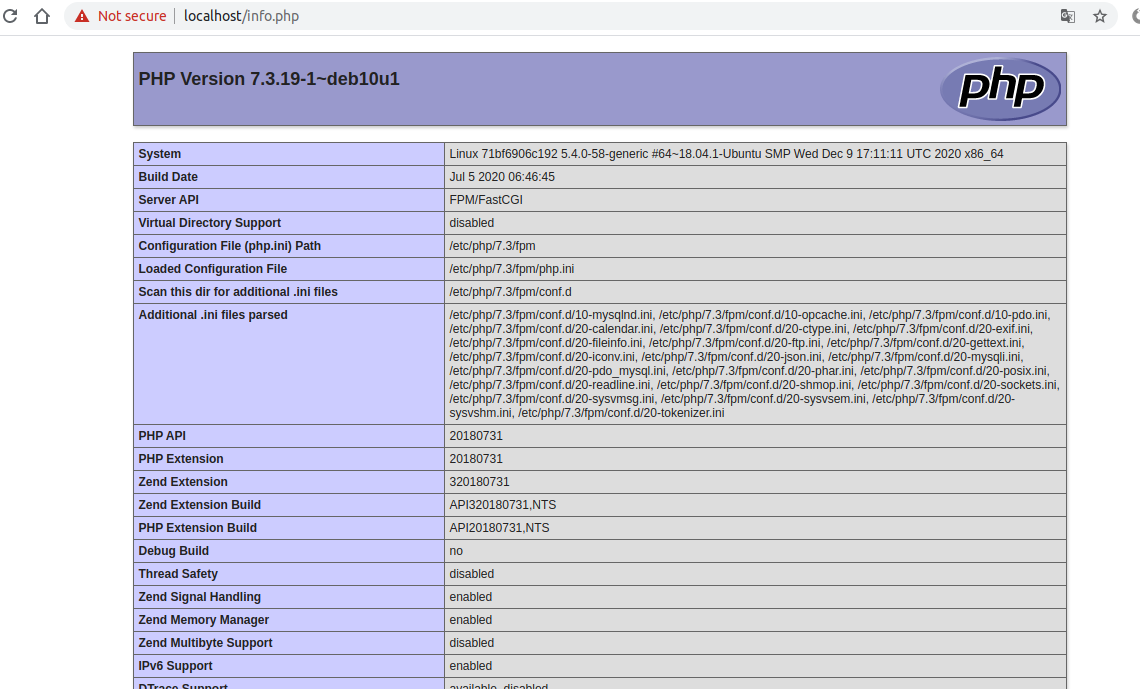 Not secure localhost/info.php
PHP Version 7.3.19-1~deb10u1
php
System Linux 71bf6906c192 5.4.0-58-generic #64~18.04.1-Ubuntu SMP Wed Dec 9 17:11:11 UTC 2020 x86_64
Build Date Jul 5 2020 06:46:45
Server API FPM/FastCGI
Virtual Directory Support disabled
Configuration File (php.ini) Path /etc/php/7.3/fpm
Loaded Configuration File /etc/php/7.3/fpm/php.ini
Scan this dir for additional .ini files /etc/php/7.3/fpm/conf.d
Additional .ini files parsed /etc/php/7.3/fpm/conf.d/10-mysqlnd.ini, /etc/php/7.3/fpm/conf.d/10-opcache.ini, /etc/php/7.3/fpm/conf.d/10-pdo.ini,
/etc/php/7.3/fpm/conf.d/20-calendar.ini, /etc/php/7.3/fpm/conf.d/20-ctype.ini, /etc/php/7.3/fpm/conf.d/20-exif.ini,
/etc/php/7.3/fpm/conf.d/20-fileinfo.ini, /etc/php/7.3/fpm/conf.d/20-ftp.ini, /etc/php/7.3/fpm/conf.d/20-gettext.ini,
/etc/php/7.3/fpm/conf.d/20-iconv.ini, /etc/php/7.3/fpm/conf.d/20-json.ini, /etc/php/7.3/fpm/conf.d/20-mysqli.ini,
/etc/php/7.3/fpm/conf.d/20-pdo_mysql.ini, /etc/php/7.3/fpm/conf.d/20-phar.ini, /etc/php/7.3/fpm/conf.d/20-posix.ini,
/etc/php/7.3/fpm/conf.d/20-readline.ini, /etc/php/7.3/fpm/conf.d/20-shmop.ini, /etc/php/7.3/fpm/conf.d/20-sockets.ini,
/etc/php/7.3/fpm/conf.d/20-sysvmsg.ini, /etc/php/7.3/fpm/conf.d/20-sysvsem.ini, /etc/php/7.3/fpm/conf.d/20-
sysvshm.ini, /etc/php/7.3/fpm/conf.d/20-tokenizer.ini
PHP API 20180731
PHP Extension 20180731
Zend Extension 320180731
Zend Extension Build API320180731,NTS
PHP Extension Build API20180731,NTS
Debug Build no
Thread Safety disabled
Zend Signal Handling enabled
Zend Memory Manager enabled
Zend Multibyte Support disabled
IPv6 Support enabled
DTrace Support available, disabled